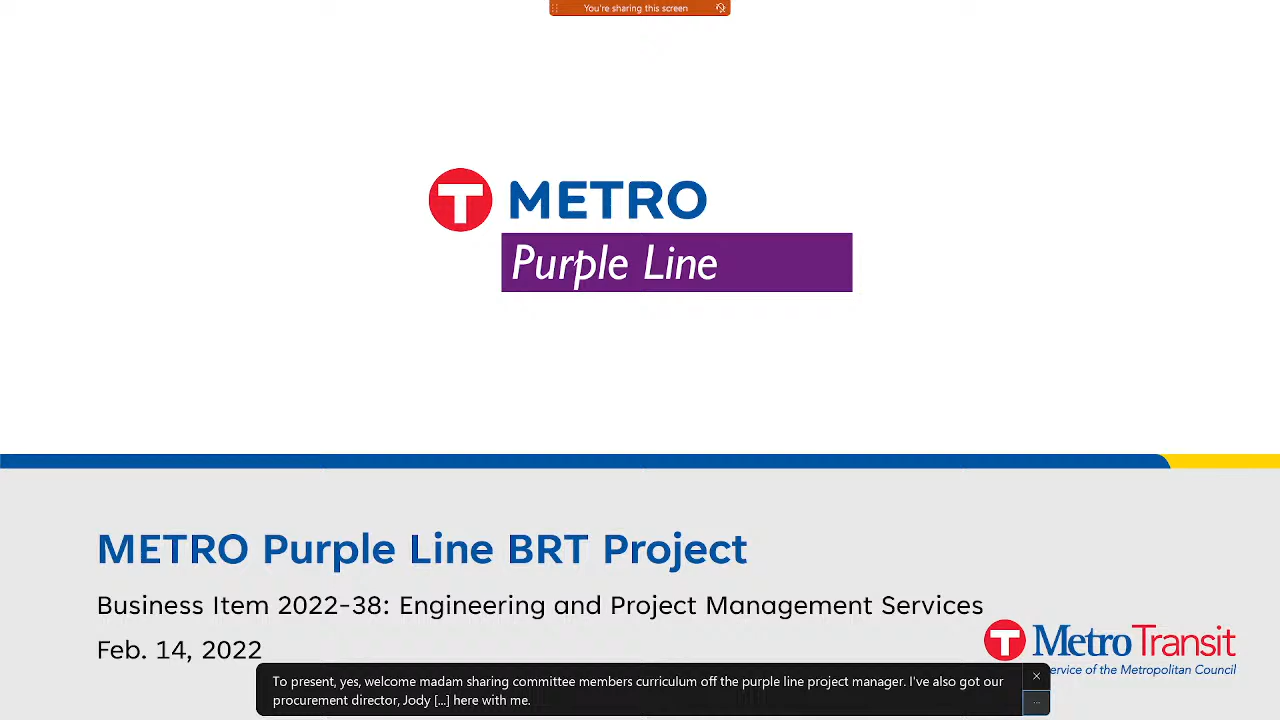 You're sharing this screen
T METRO
Purple Line
METRO Purple Line BRT Project
Business Item 2022-38: Engineering and Project Management Services
Feb. 14, 2022
T MetroTransit
ervice of the Metropolitan Council
To present, yes, welcome madam sharing committee members curriculum off the purple line project manager. I've also got our
procurement director, Jody [...] here with me.